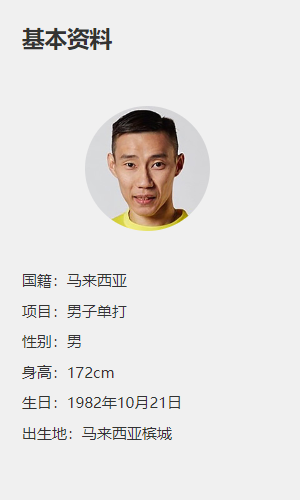 基本资料
国籍：马来西亚
项目：男子单打
性别：男
身高：172cm
生日：1982年10月21日
出生地：马来西亚槟城